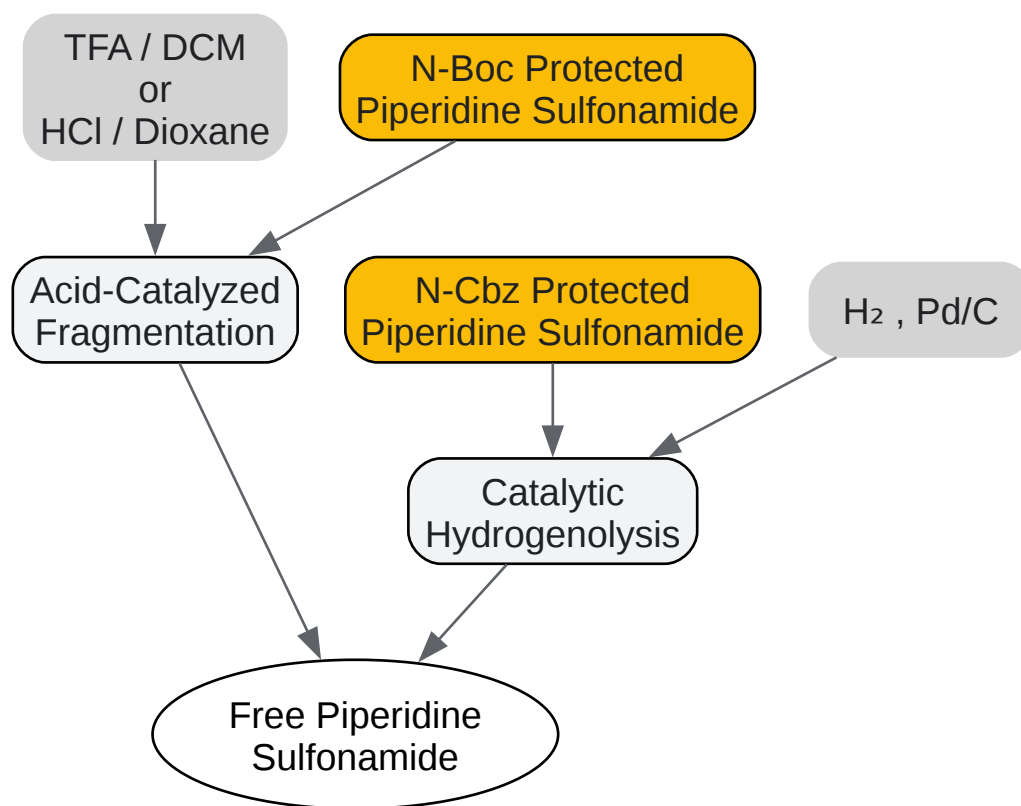 TFA / DCM
or
HCl / Dioxane
N-Boc Protected
Piperidine Sulfonamide
Acid-Catalyzed
Fragmentation
N-Cbz Protected
Piperidine Sulfonamide
H₂ , Pd/C
Catalytic
Hydrogenolysis
Free Piperidine
Sulfonamide